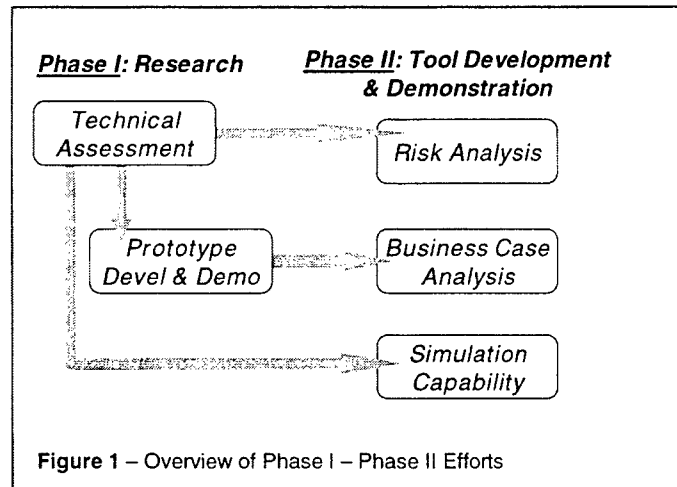 Phase I: Research
Phase II: Tool Development
& Demonstration
Technical
Assessment
Risk Analysis
Prototype
Devel & Demo
Business Case
Analysis
Simulation
Capability
Figure 1 – Overview of Phase I – Phase II Efforts